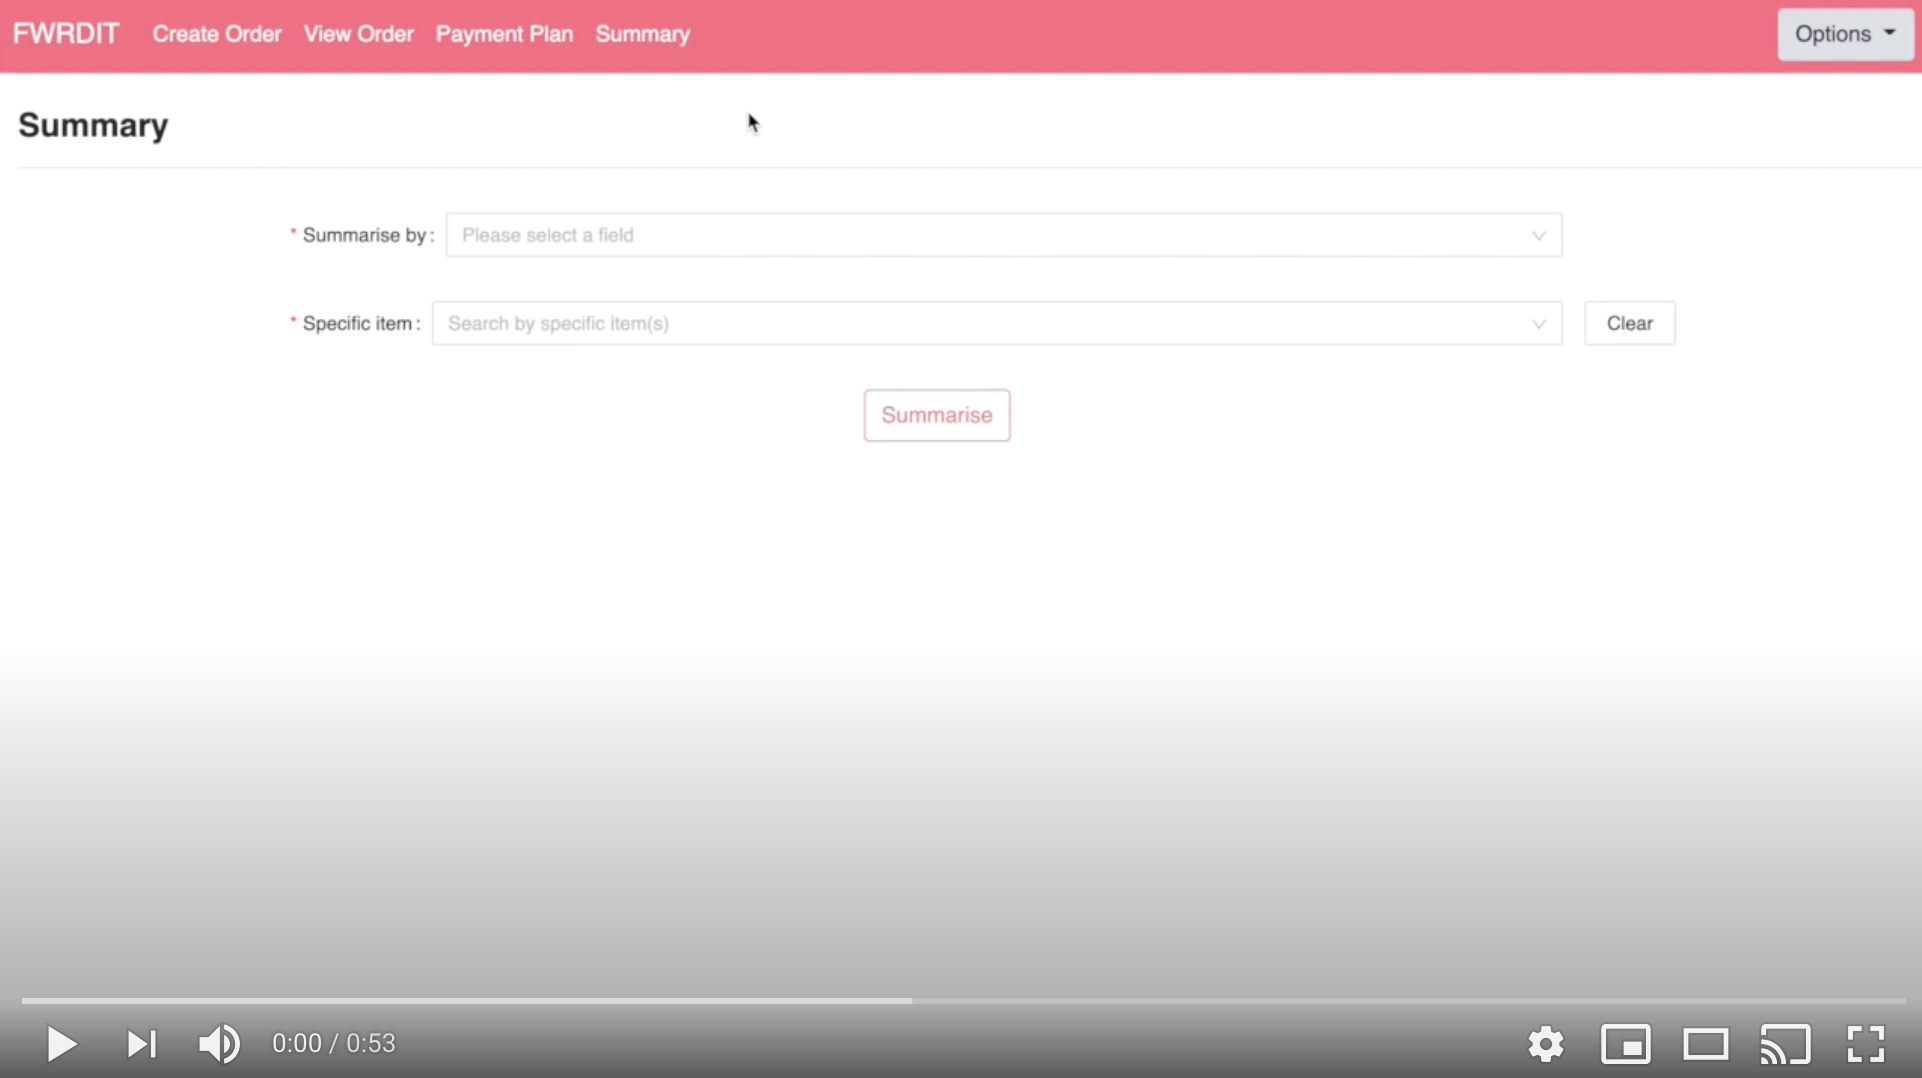 FWRDIT Create Order View Order Payment Plan Summary Options
Summary
* Summarise by : Please select a field
* Specific item : Search by specific item(s) Clear
Summarise
0:00 / 0:53